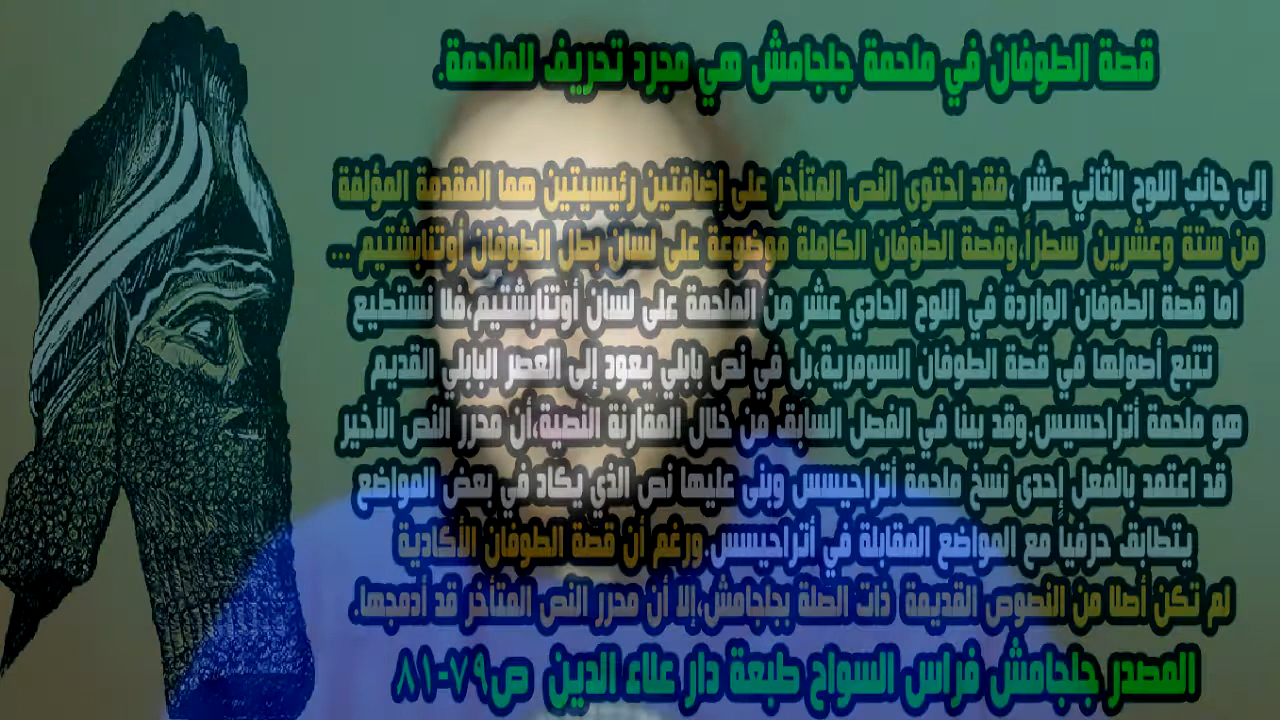 قصة الطوفان في ملحمة جلجامش هي مجرد تحريف للملحمة.
إلى جانب اللوح الثاني عشر ،فقد احتوى النص المتأخر على إضافتين رئيسيتين هما المقدمة المؤلفة
من ستة وعشرين سطراً،وقصة الطوفان الكاملة موضوعة على لسان بطل الطوفان أوتنابشتيم...
اما قصة الطوفان الواردة في اللوح الحادي عشر من الملحمة على لسان أوتنابشتيم،فلا نستطيع
تتبع أصولها في قصة الطوفان السومرية،بل في نص بابلي يعود إلى العصر البابلي القديم
هو ملحمة أتراحسيس.وقد بينا في الفصل السابق من خلال المقارنة النصية،أن محرر النص الأخير
قد اعتمد بالفعل إحدى نسخ ملحمة أتراحيسس وبنى عليها نص الذي يكاد في بعض المواضع
يتطابق حرفياً مع المواضع المقابلة في أتراحيسس.ورغم أن قصة الطوفان الأكادية
لم تكن أصلا من النصوص القديمة ذات الصلة بجلجامش،إلا أن محرر النص المتأخر قد أدمجها.
المصدر جلجامش فراس السواح طبعة دار علاء الدين ص٧٩-٨١